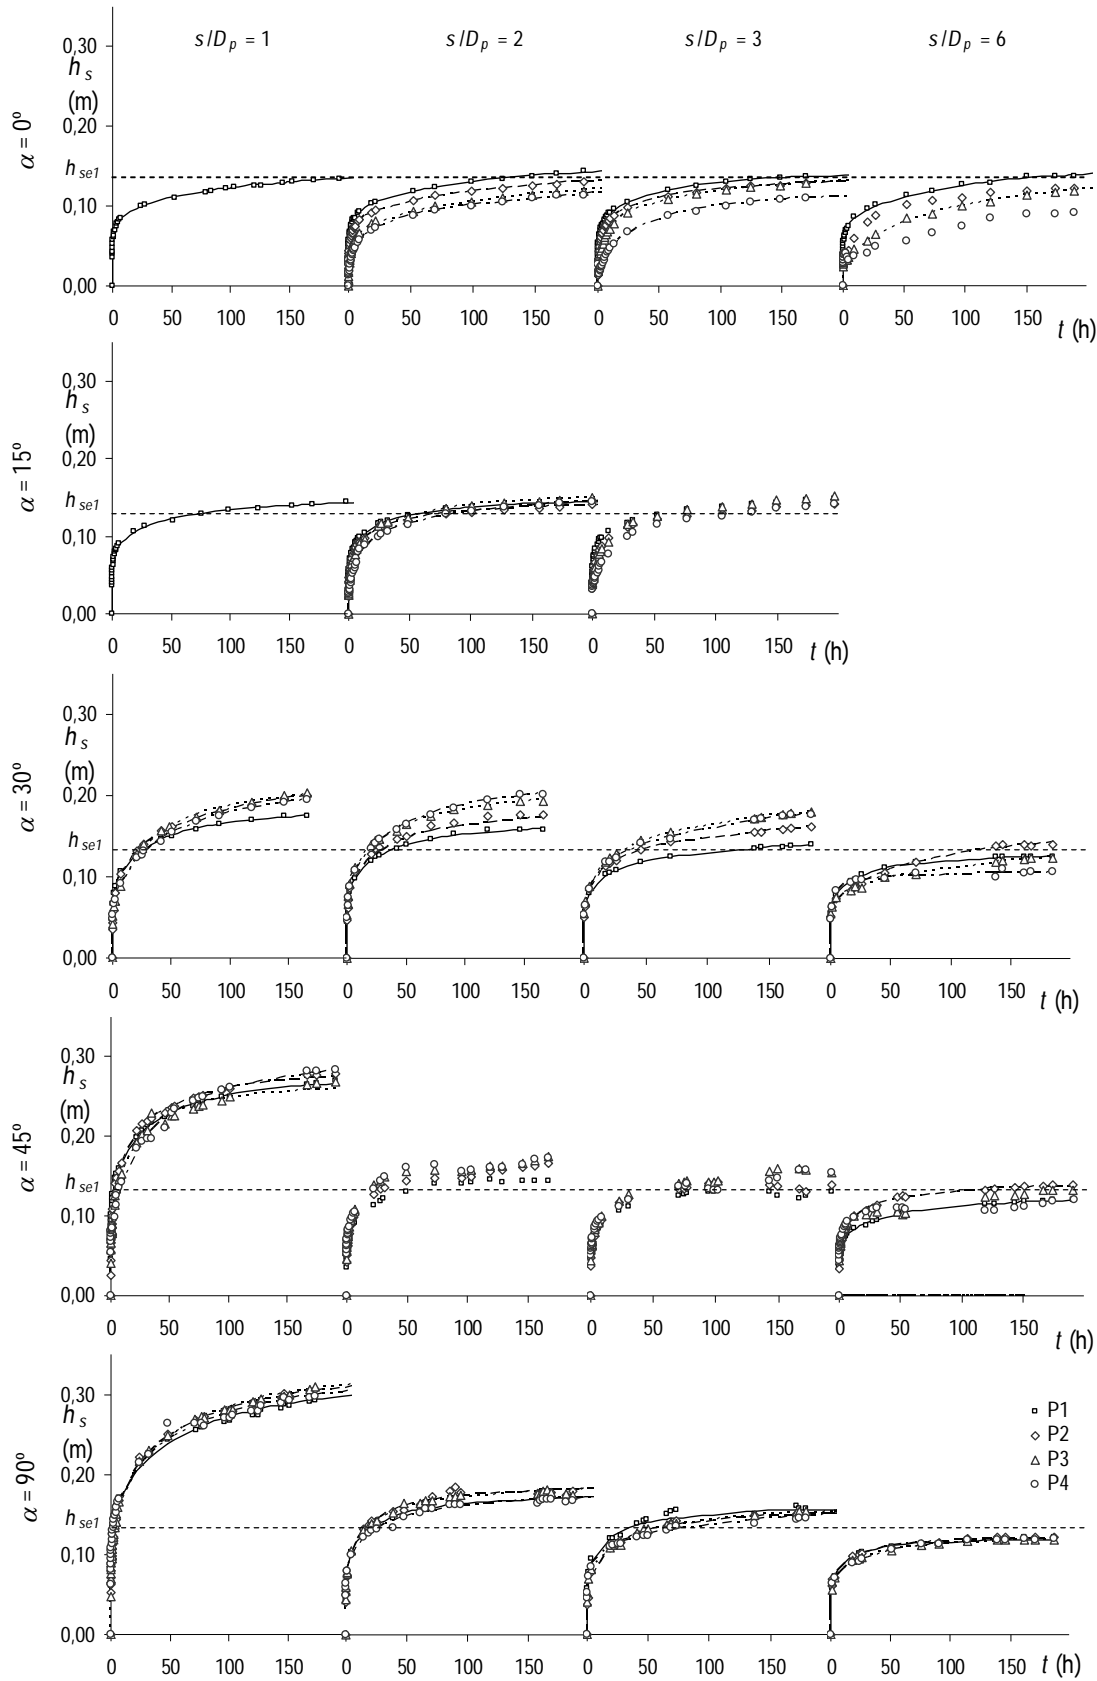 s/Dp = 1 s/Dp = 2 s/Dp = 3 s/Dp = 6
0,30
hs
(m)
0,20
α = 0º
hse1
0,10
0,00
0 50 100 150 0 50 100 150 0 50 100 150 0 50 100 150
t (h)
0,30
hs
(m)
0,20
α = 15º
hse1
0,10
0,00
0 50 100 150 0 50 100 150 0 50 100 150
t (h)
0,30
hs
(m)
0,20
α = 30º
hse1
0,10
0,00
0 50 100 150 0 50 100 150 0 50 100 150 0 50 100 150
t (h)
0,30
hs
(m)
0,20
α = 45º
hse1
0,10
0,00
0 50 100 150 0 50 100 150 0 50 100 150 0 50 100 150
t (h)
0,30
hs
(m)
0,20
α = 90º
hse1
0,10
0,00
P1
P2
P3
P4
0 50 100 150 0 50 100 150 0 50 100 150 0 50 100 150
t (h)